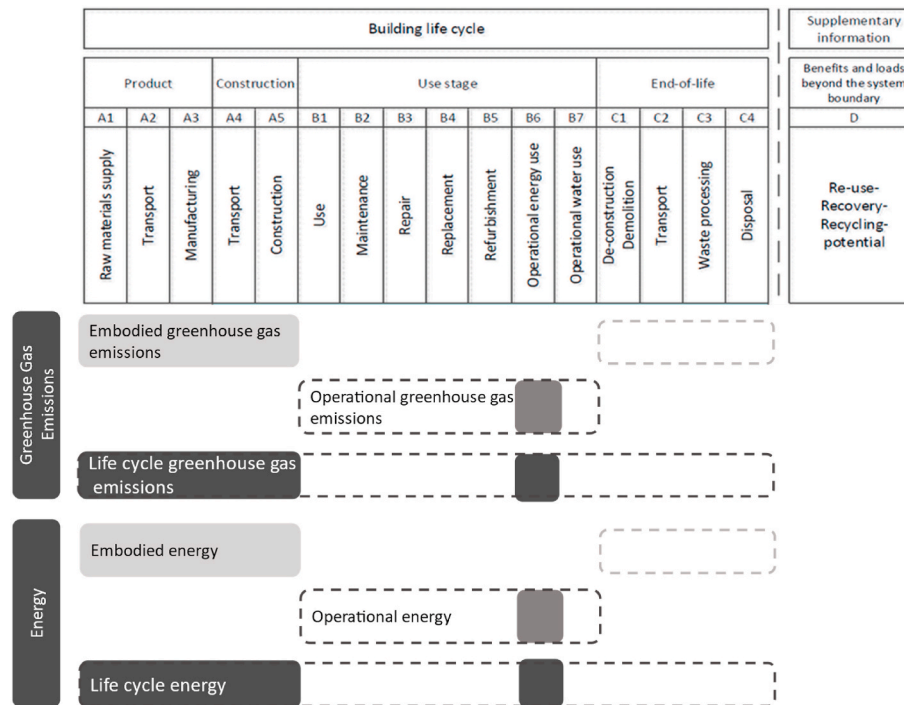 Building life cycle
Supplementary
information
Product
Construction
Use stage
End-of-life
Benefits and loads
beyond the system
boundary
A1
A2
A3
A4
A5
B1
B2
B3
B4
B5
B6
B7
C1
C2
C3
C4
D
Raw materials supply
Transport
Manufacturing
Transport
Construction
Use
Maintenance
Repair
Replacement
Refurbishment
Operational energy use
Operational water use
De-construction
Demolition
Transport
Waste processing
Disposal
Re-use-
Recovery-
Recycling-
potential
Greenhouse Gas
Emissions
Embodied greenhouse gas
emissions
Operational greenhouse gas
emissions
Life cycle greenhouse gas
emissions
Energy
Embodied energy
Operational energy
Life cycle energy